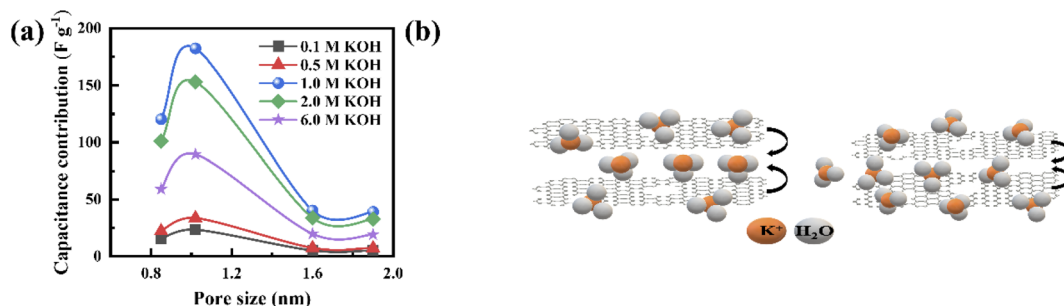 (a)
Capacitance contribution (F g⁻¹)
200
150
100
50
0
0.1 M KOH
0.5 M KOH
1.0 M KOH
2.0 M KOH
6.0 M KOH
0.8
1.2
1.6
2.0
Pore size (nm)
(b)
K⁺
H₂O